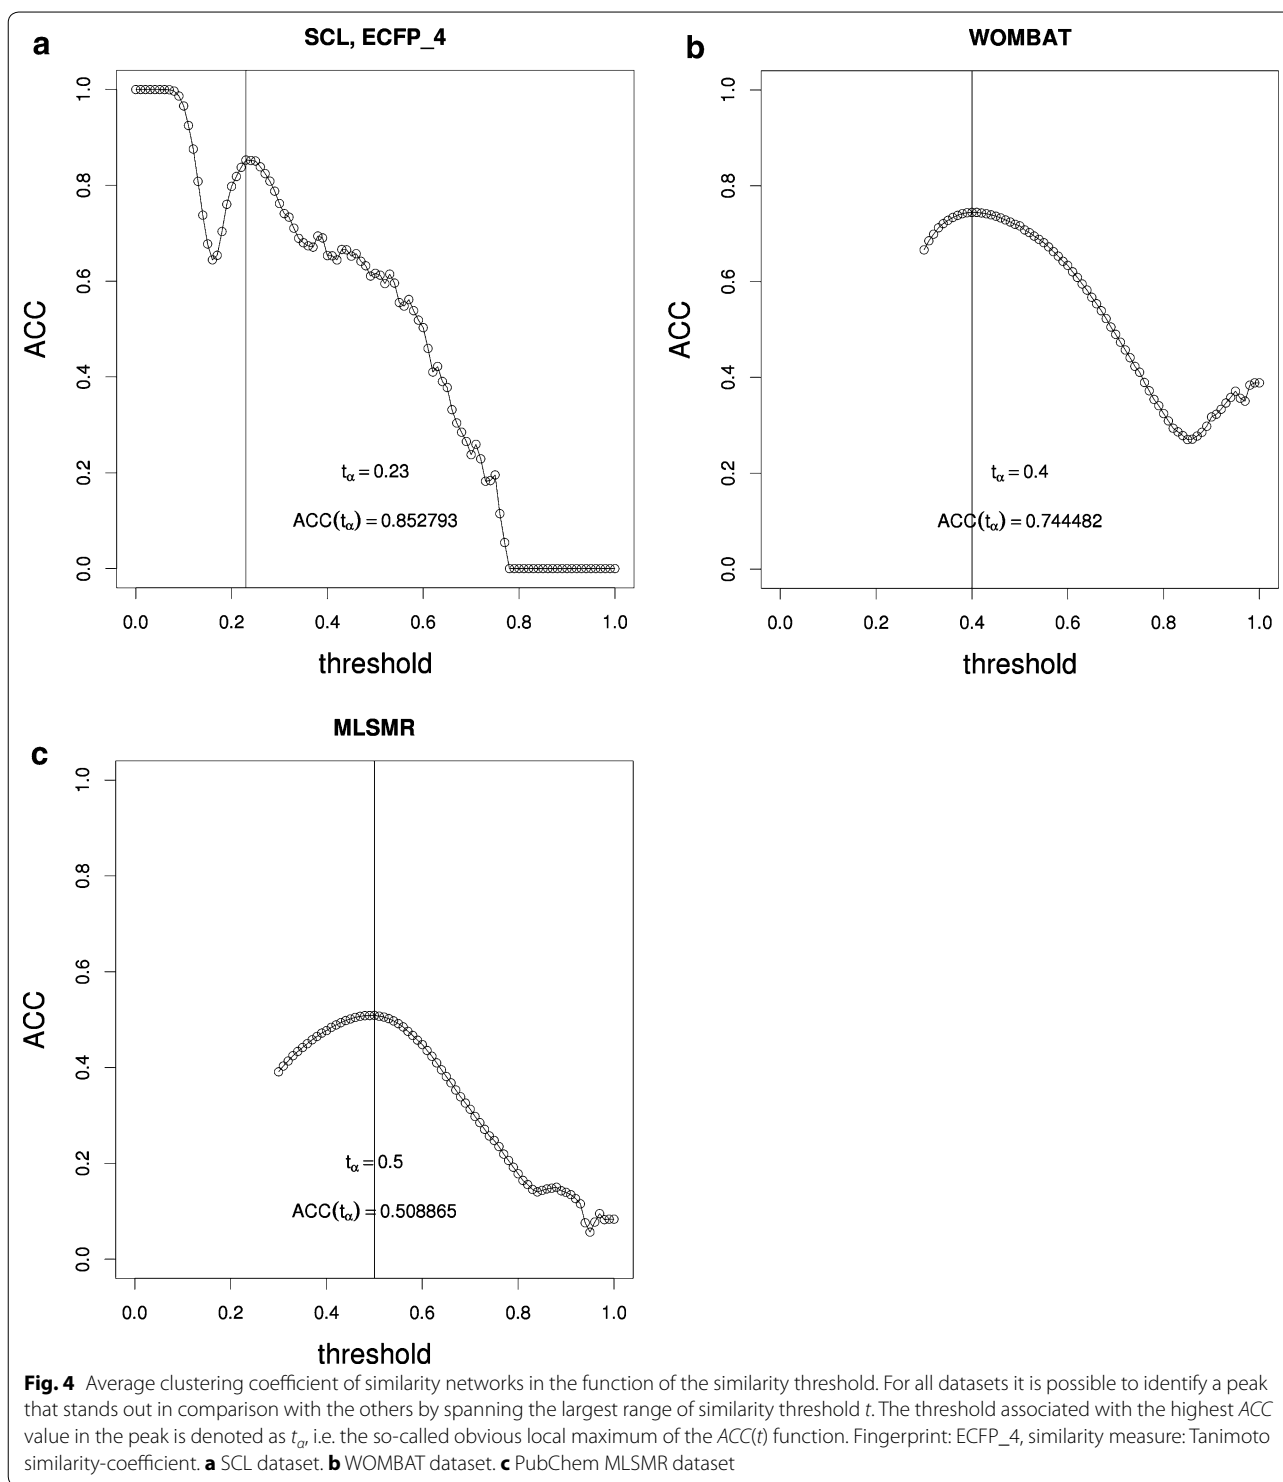 a
SCL, ECFP_4
ACC
1.0
0.8
0.6
0.4
0.2
0.0
tα = 0.23
ACC(tα) = 0.852793
0.0 0.2 0.4 0.6 0.8 1.0
threshold
b
WOMBAT
ACC
1.0
0.8
0.6
0.4
0.2
0.0
tα = 0.4
ACC(tα) = 0.744482
0.0 0.2 0.4 0.6 0.8 1.0
threshold
c
MLSMR
ACC
1.0
0.8
0.6
0.4
0.2
0.0
tα = 0.5
ACC(tα) = 0.508865
0.0 0.2 0.4 0.6 0.8 1.0
threshold
Fig. 4 Average clustering coefficient of similarity networks in the function of the similarity threshold. For all datasets it is possible to identify a peak
that stands out in comparison with the others by spanning the largest range of similarity threshold t. The threshold associated with the highest ACC
value in the peak is denoted as tα, i.e. the so-called obvious local maximum of the ACC(t) function. Fingerprint: ECFP_4, similarity measure: Tanimoto
similarity-coefficient. a SCL dataset. b WOMBAT dataset. c PubChem MLSMR dataset